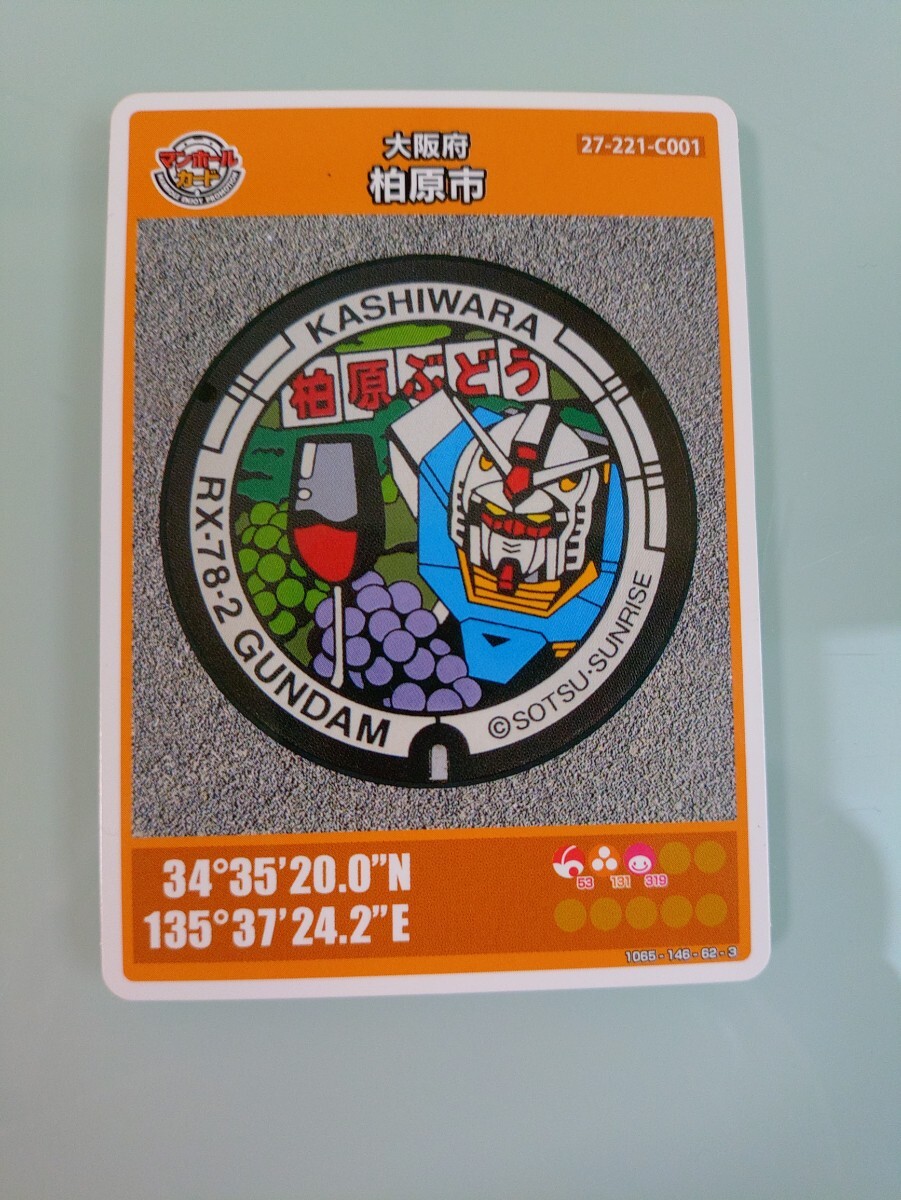 マンホール
カード
大阪府
柏原市
27-221-C001
KASHIWARA
柏原ぶどう
RX-78-2 GUNDAM
©SOTSU·SUNRISE
34°35'20.0"N
135°37'24.2"E
53 131 319
1065-146-62-3